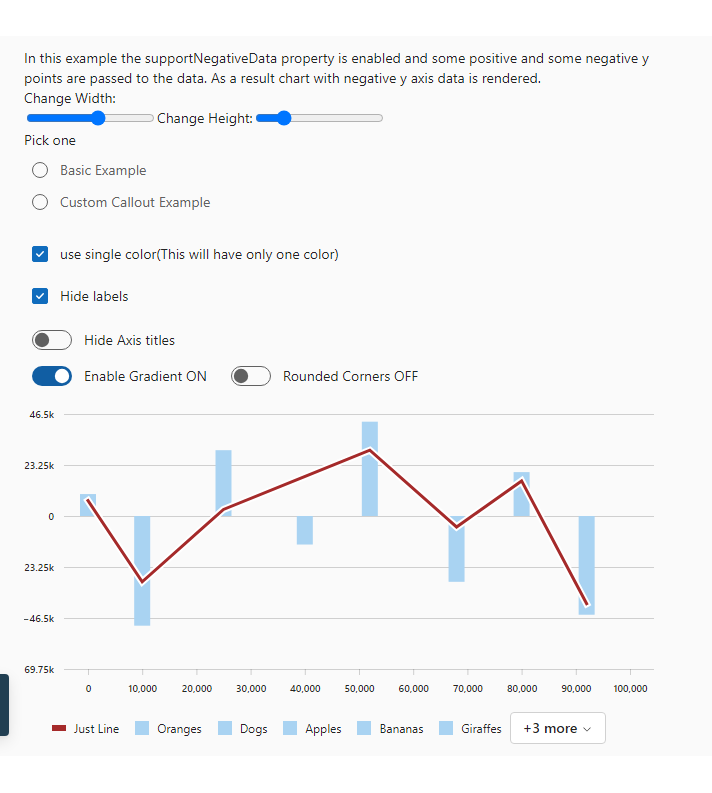 In this example the supportNegativeData property is enabled and some positive and some negative y
points are passed to the data. As a result chart with negative y axis data is rendered.
Change Width:
Change Height:
Pick one
Basic Example
Custom Callout Example
use single color(This will have only one color)
Hide labels
Hide Axis titles
Enable Gradient ON
Rounded Corners OFF
46.5k
23.25k
0
23.25k
−46.5k
69.75k
0 10,000 20,000 30,000 40,000 50,000 60,000 70,000 80,000 90,000 100,000
Just Line Oranges Dogs Apples Bananas Giraffes +3 more